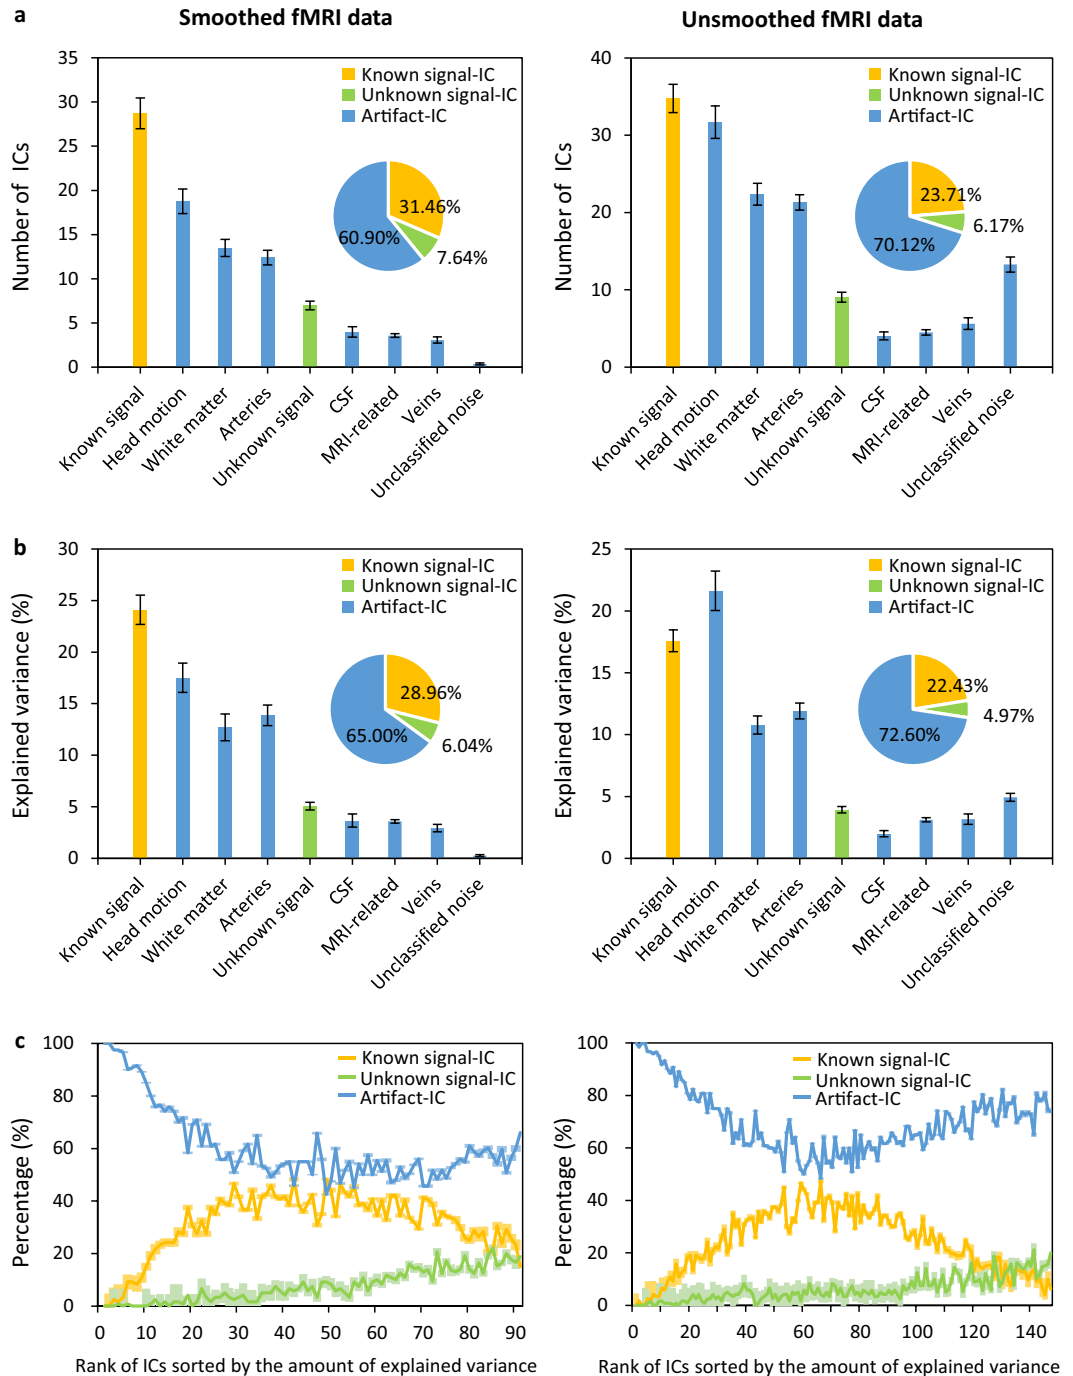 a
Smoothed fMRI data
Unsmoothed fMRI data
Number of ICs
35
30
25
20
15
10
5
0
Known signal-IC
Unknown signal-IC
Artifact-IC
31.46%
60.90%
7.64%
Known signal
Head motion
White matter
Arteries
Unknown signal
CSF
MRI-related
Veins
Unclassified noise
Number of ICs
40
30
20
10
0
Known signal-IC
Unknown signal-IC
Artifact-IC
23.71%
6.17%
70.12%
Known signal
Head motion
White matter
Arteries
Unknown signal
CSF
MRI-related
Veins
Unclassified noise
b
Explained variance (%)
30
25
20
15
10
5
0
Known signal-IC
Unknown signal-IC
Artifact-IC
28.96%
65.00%
6.04%
Known signal
Head motion
White matter
Arteries
Unknown signal
CSF
MRI-related
Veins
Unclassified noise
Explained variance (%)
25
20
15
10
5
0
Known signal-IC
Unknown signal-IC
Artifact-IC
22.43%
4.97%
72.60%
Known signal
Head motion
White matter
Arteries
Unknown signal
CSF
MRI-related
Veins
Unclassified noise
c
Percentage (%)
100
80
60
40
20
0
Known signal-IC
Unknown signal-IC
Artifact-IC
0 10 20 30 40 50 60 70 80 90
Rank of ICs sorted by the amount of explained variance
Percentage (%)
100
80
60
40
20
0
Known signal-IC
Unknown signal-IC
Artifact-IC
0 20 40 60 80 100 120 140
Rank of ICs sorted by the amount of explained variance